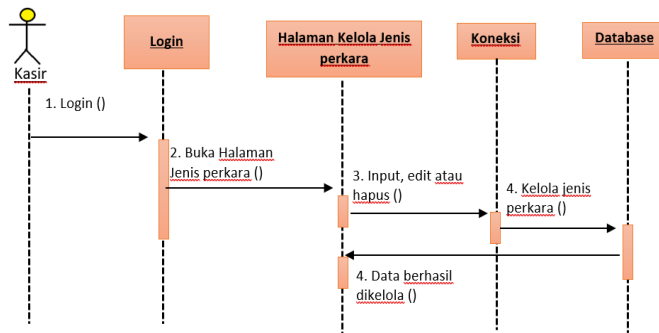 Kasir
Login
Halaman Kelola Jenis
perkara
Koneksi
Database
1. Login ()
2. Buka Halaman
Jenis perkara ()
3. Input, edit atau
hapus ()
4. Kelola jenis
perkara ()
4. Data berhasil
dikelola ()